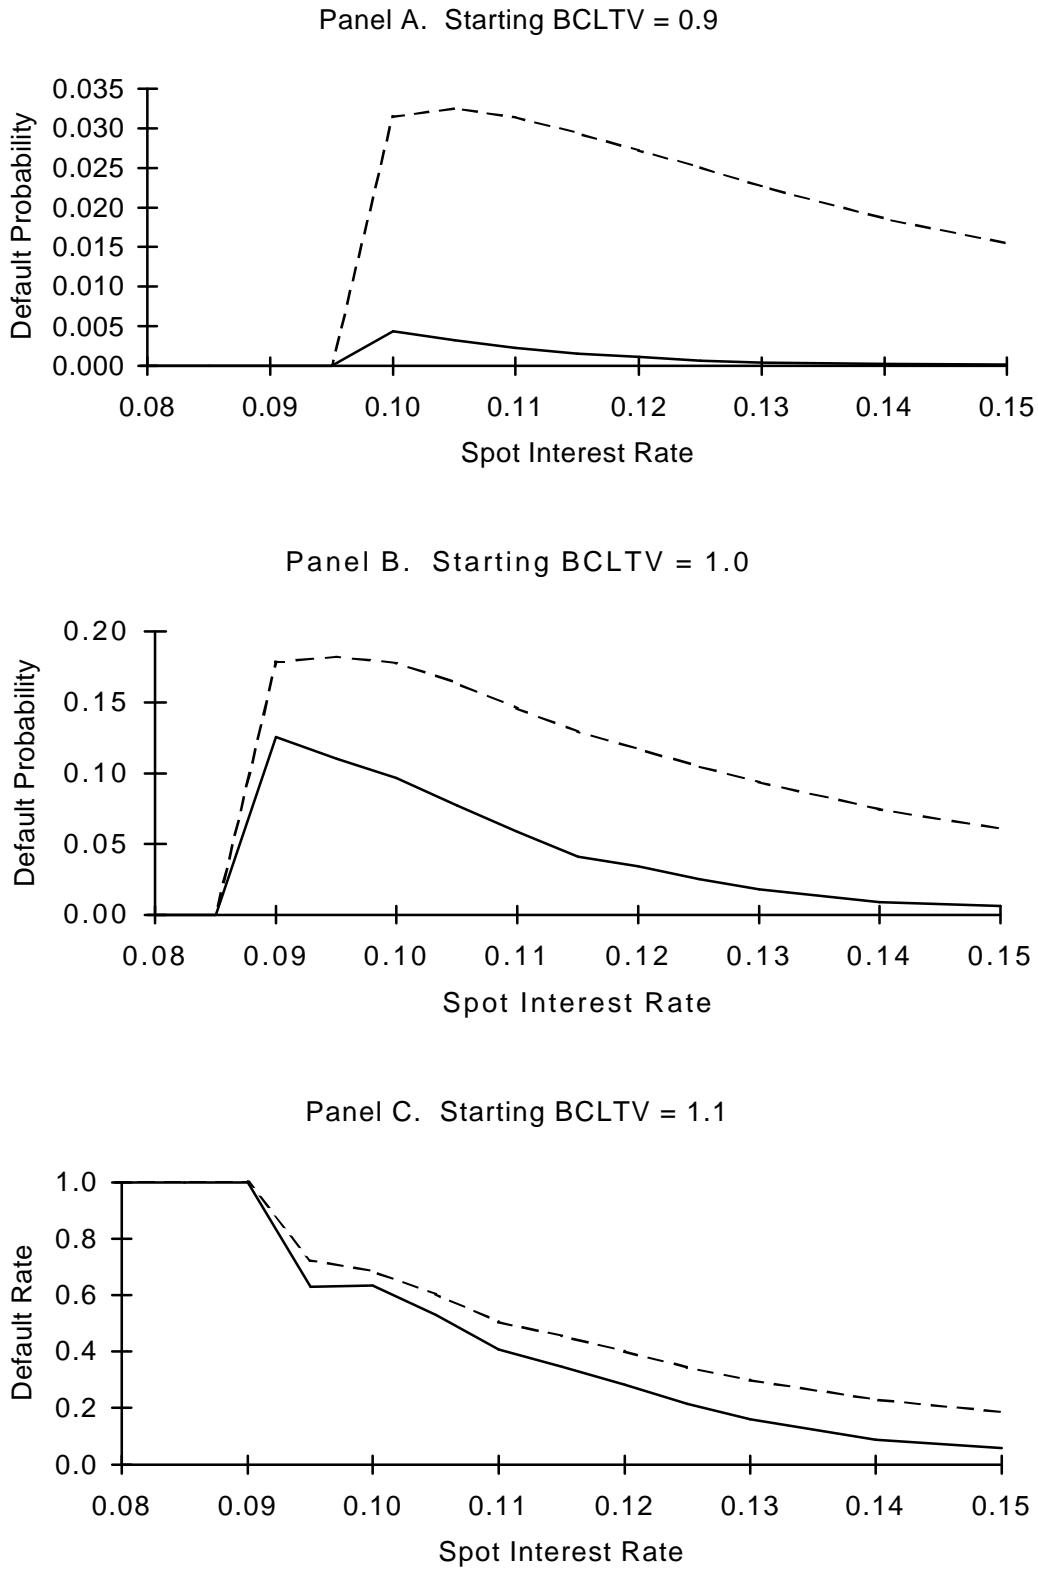 Panel A.  Starting BCLTV = 0.9
Default Probability
0.035
0.030
0.025
0.020
0.015
0.010
0.005
0.000
0.08 0.09 0.10 0.11 0.12 0.13 0.14 0.15
Spot Interest Rate
Panel B.  Starting BCLTV = 1.0
Default Probability
0.20
0.15
0.10
0.05
0.00
0.08 0.09 0.10 0.11 0.12 0.13 0.14 0.15
Spot Interest Rate
Panel C.  Starting BCLTV = 1.1
Default Rate
1.0
0.8
0.6
0.4
0.2
0.0
0.08 0.09 0.10 0.11 0.12 0.13 0.14 0.15
Spot Interest Rate